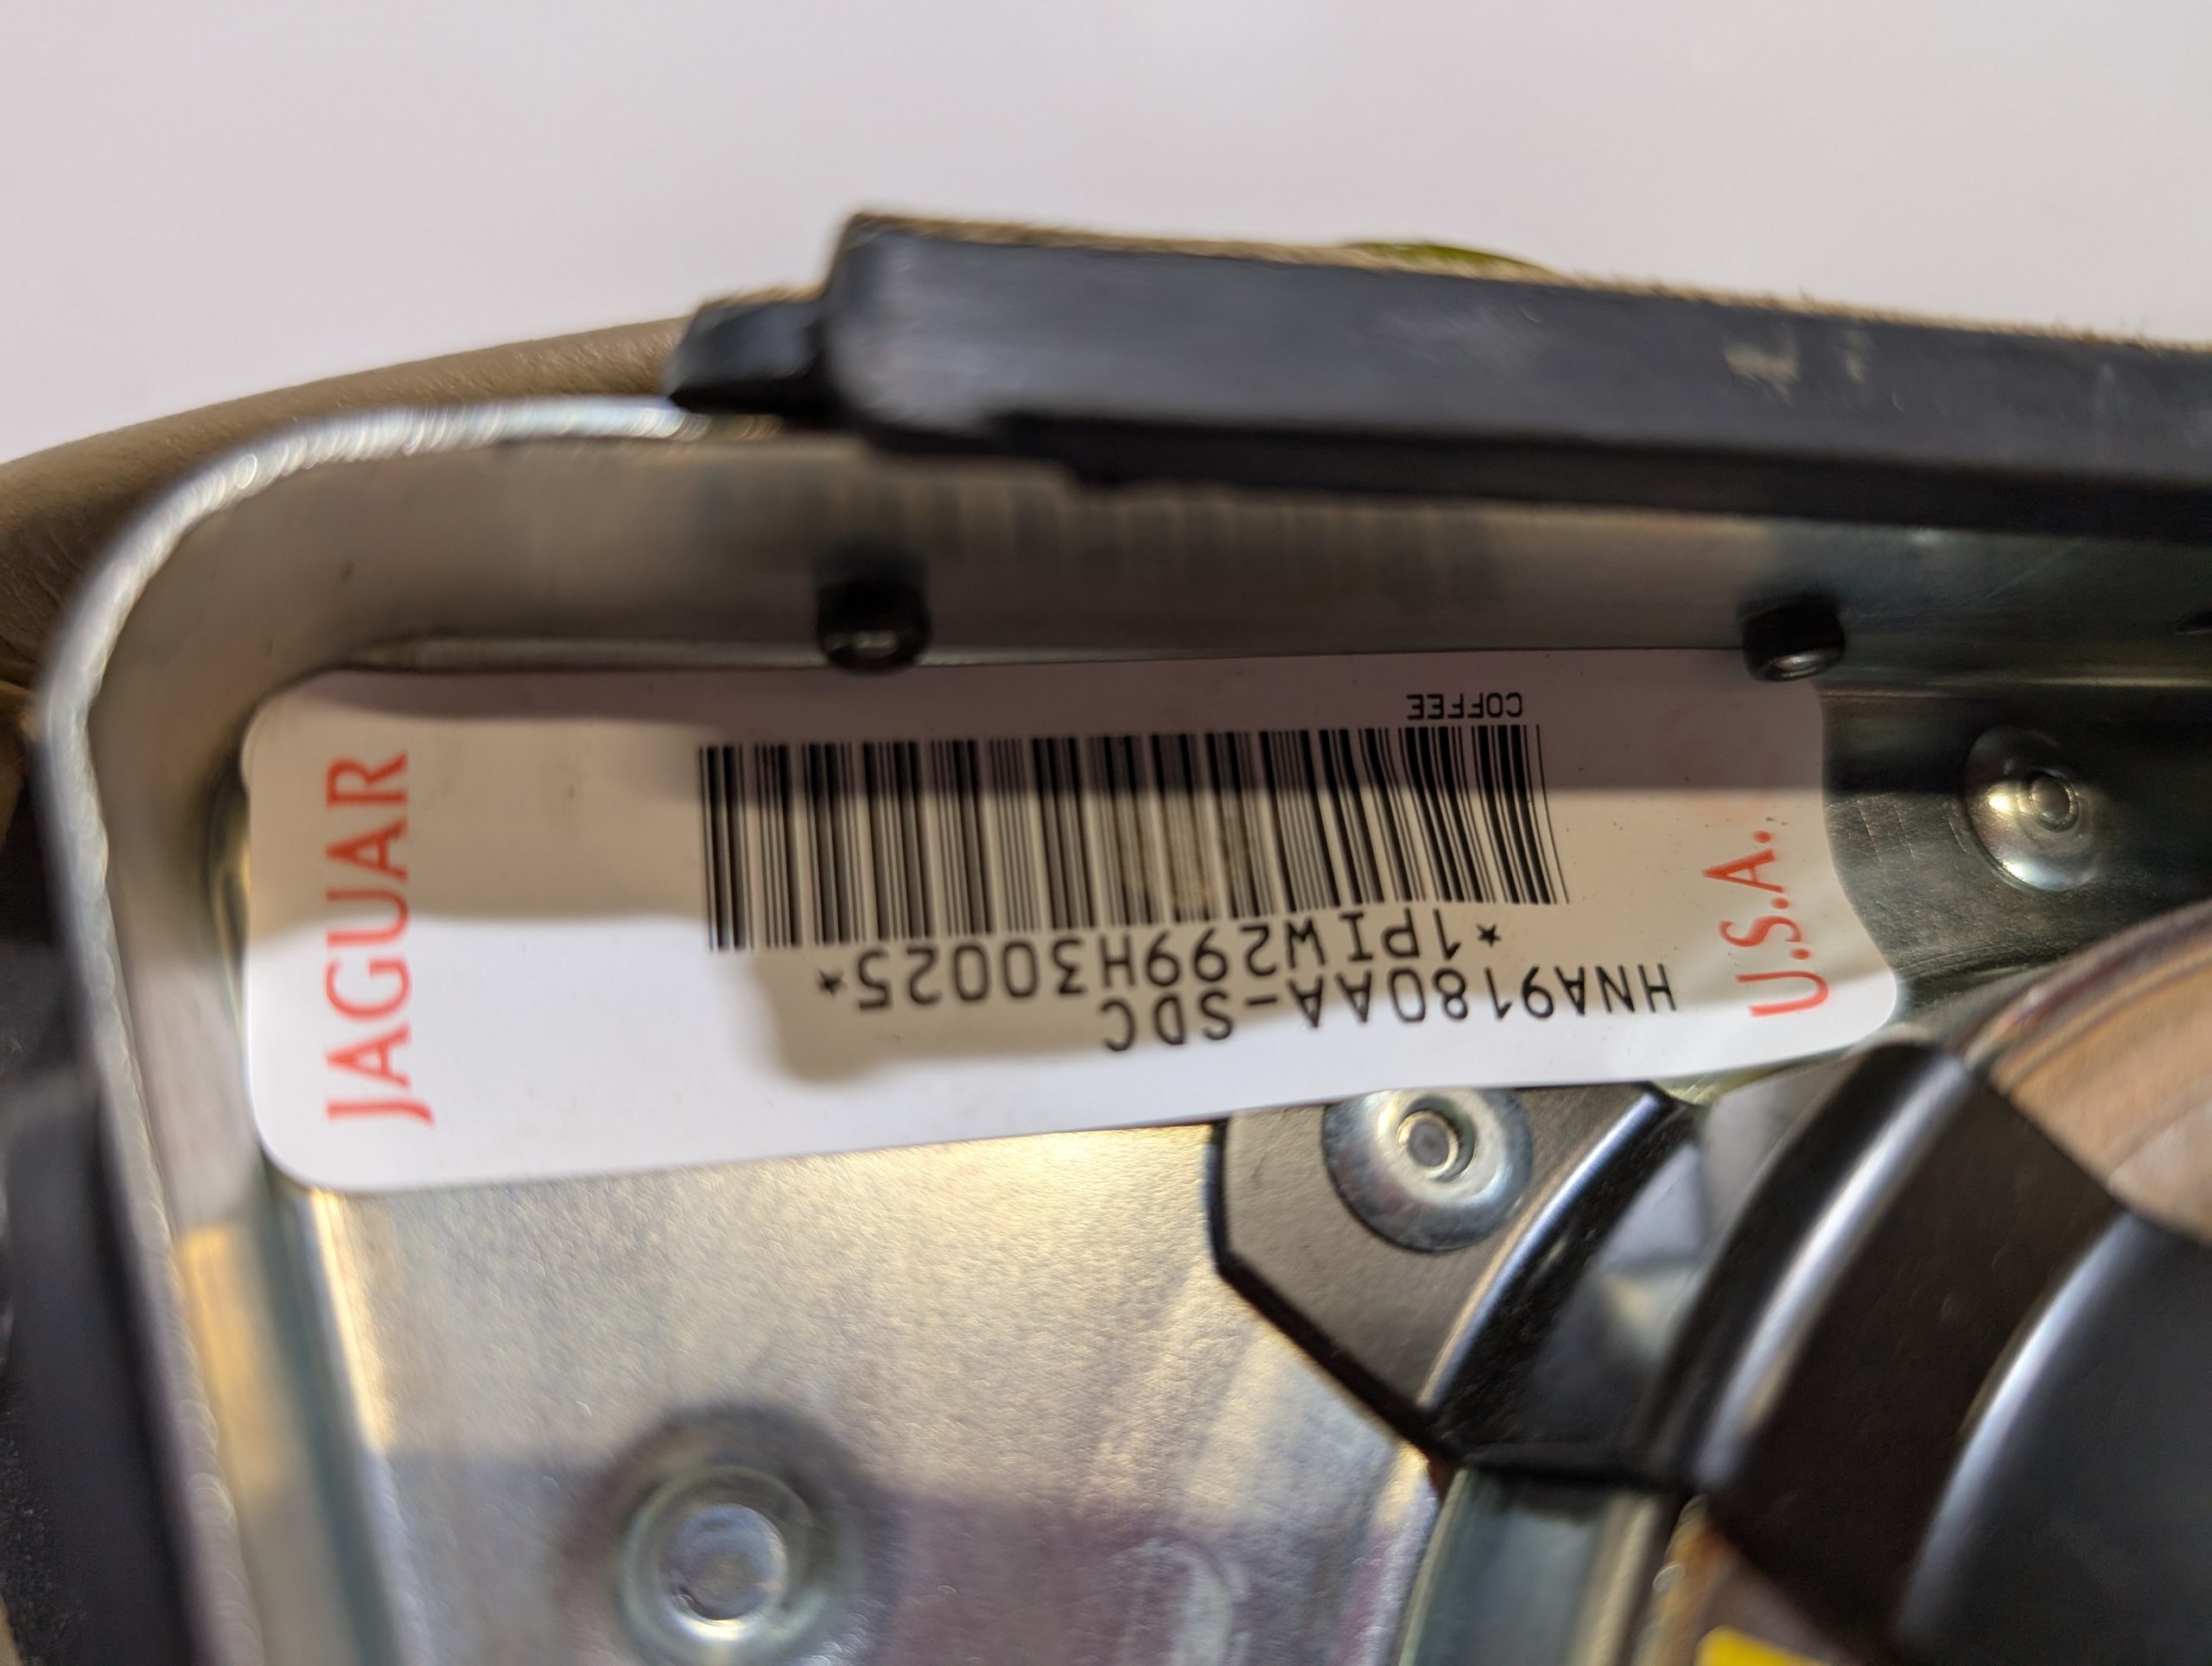 JAGUAR
HNA9180AA-SDC
*1PIW299H30025*
COFFEE
U.S.A.